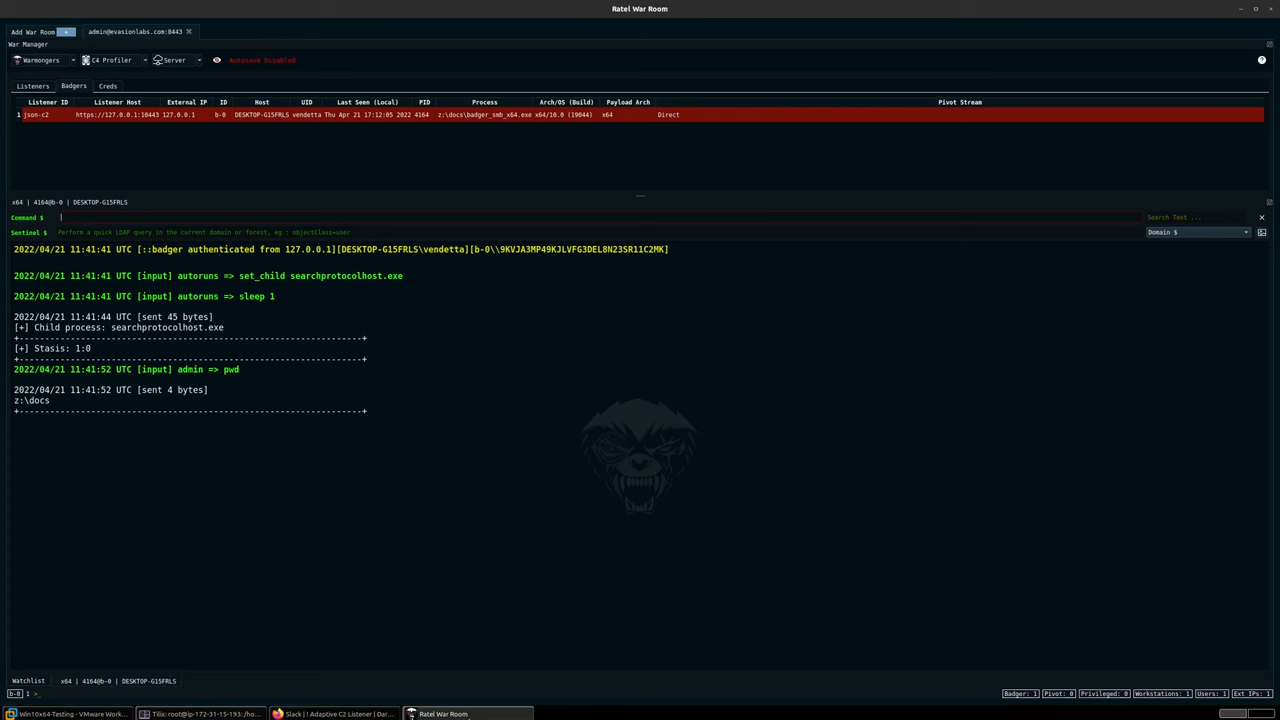 Ratel War Room
Add War Room + admin@evasionlabs.com:8443
War Manager
Warmongers C4 Profiler Server Autosave Disabled
Listeners Badgers Creds
Listener ID Listener Host External IP ID Host UID Last Seen (Local) PID Process Arch/OS (Build) Payload Arch Pivot Stream
1 json-c2 https://127.0.0.1:10443 127.0.0.1 b-0 DESKTOP-G15FRLS vendetta Thu Apr 21 17:12:05 2022 4164 z:\docs\badger_smb_x64.exe x64/10.0 (19044) x64 Direct
x64 | 4164@b-0 | DESKTOP-G15FRLS
Command $ Search Text ...
Sentinel $ Perform a quick LDAP query in the current domain or forest, eg.: objectClass=user Domain $
2022/04/21 11:41:41 UTC [::badger authenticated from 127.0.0.1][DESKTOP-G15FRLS\vendetta][b-0\\9KVJA3MP49KJLVFG3DEL8N23SR11C2MK]
2022/04/21 11:41:41 UTC [input] autoruns => set_child searchprotocolhost.exe
2022/04/21 11:41:41 UTC [input] autoruns => sleep 1
2022/04/21 11:41:44 UTC [sent 45 bytes]
[+] Child process: searchprotocolhost.exe
+-------------------------------------------------------------------+
[+] Stasis: 1:0
+-------------------------------------------------------------------+
2022/04/21 11:41:52 UTC [input] admin => pwd
2022/04/21 11:41:52 UTC [sent 4 bytes]
z:\docs
+-------------------------------------------------------------------+
Watchlist x64 | 4164@b-0 | DESKTOP-G15FRLS
b-0 1 >_ Badger: 1 Pivot: 0 Privileged: 0 Workstations: 1 Users: 1 Ext IPs: 1
Win10x64-Testing - VMware Work... Tilix: root@ip-172-31-15-193: /ho... Slack | ! Adaptive C2 Listener | Dar... Ratel War Room